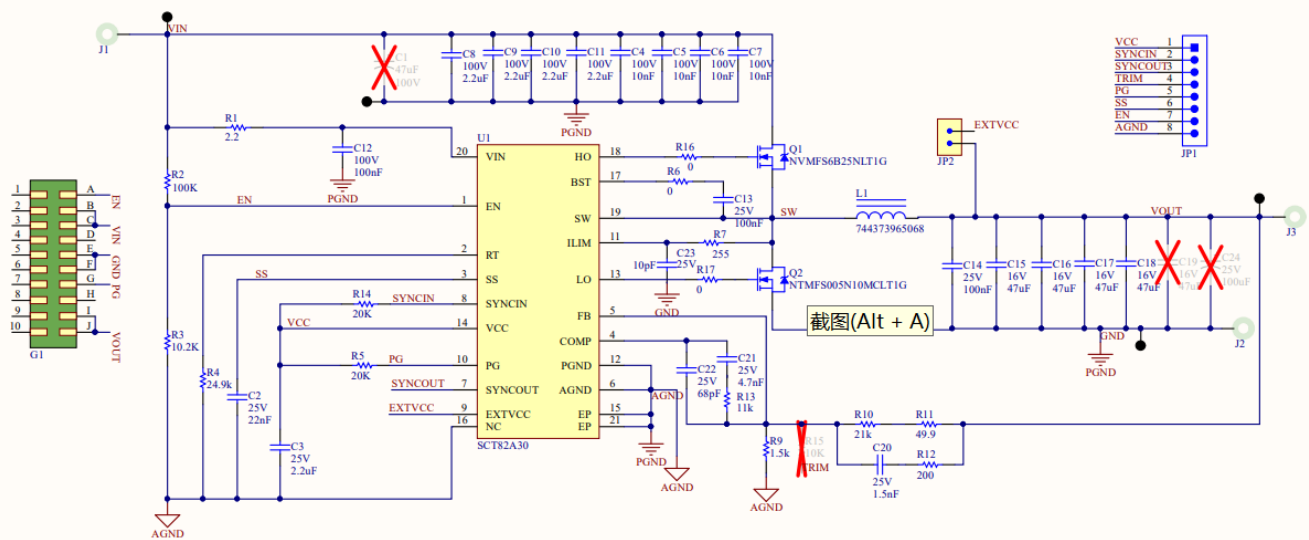 J1
VIN
C1
47uF
100V
C8
100V
2.2uF
C9
100V
2.2uF
C10
100V
2.2uF
C11
100V
2.2uF
C4
100V
10nF
C5
100V
10nF
C6
100V
10nF
C7
100V
10nF
PGND
VCC 1
SYNCIN 2
SYNCOUT 3
TRIM 4
PG 5
SS 6
EN 7
AGND 8
JP1
R1
2.2
C12
100V
100nF
PGND
R2
100K
EN
U1
20 VIN
1 EN
2 RT
3 SS
8 SYNCIN
14 VCC
10 PG
7 SYNCOUT
9 EXTVCC
16 NC
HO 18
BST 17
SW 19
ILIM 11
LO 13
FB 5
COMP 4
PGND 12
AGND 6
EP 15
EP 21
SCT82A30
R16
0
Q1
NVMFS6B25NLT1G
R6
0
C13
25V
100nF
SW
L1
744373965068
EXTVCC
JP2
R7
255
C23
25V
10pF
GND
R17
0
Q2
NTMFS005N10MCLT1G
截图(Alt + A)
VOUT
J3
C14
25V
100nF
C15
16V
47uF
C16
16V
47uF
C17
16V
47uF
C18
16V
47uF
C19
16V
47uF
C24
25V
100uF
GND
J2
PGND
1 A
2 B
3 C
4 D
5 E
6 F
7 G
8 H
9 I
10 J
EN
VIN
GND
PG
VOUT
G1
R3
10.2K
R4
24.9k
SS
C2
25V
22nF
R14
20K
SYNCIN
VCC
R5
20K
PG
SYNCOUT
EXTVCC
C3
25V
2.2uF
AGND
C22
25V
68pF
C21
25V
4.7nF
R13
11k
AGND
PGND
AGND
R9
1.5k
AGND
R15
10K
TRIM
R10
21k
R11
49.9
C20
25V
1.5nF
R12
200